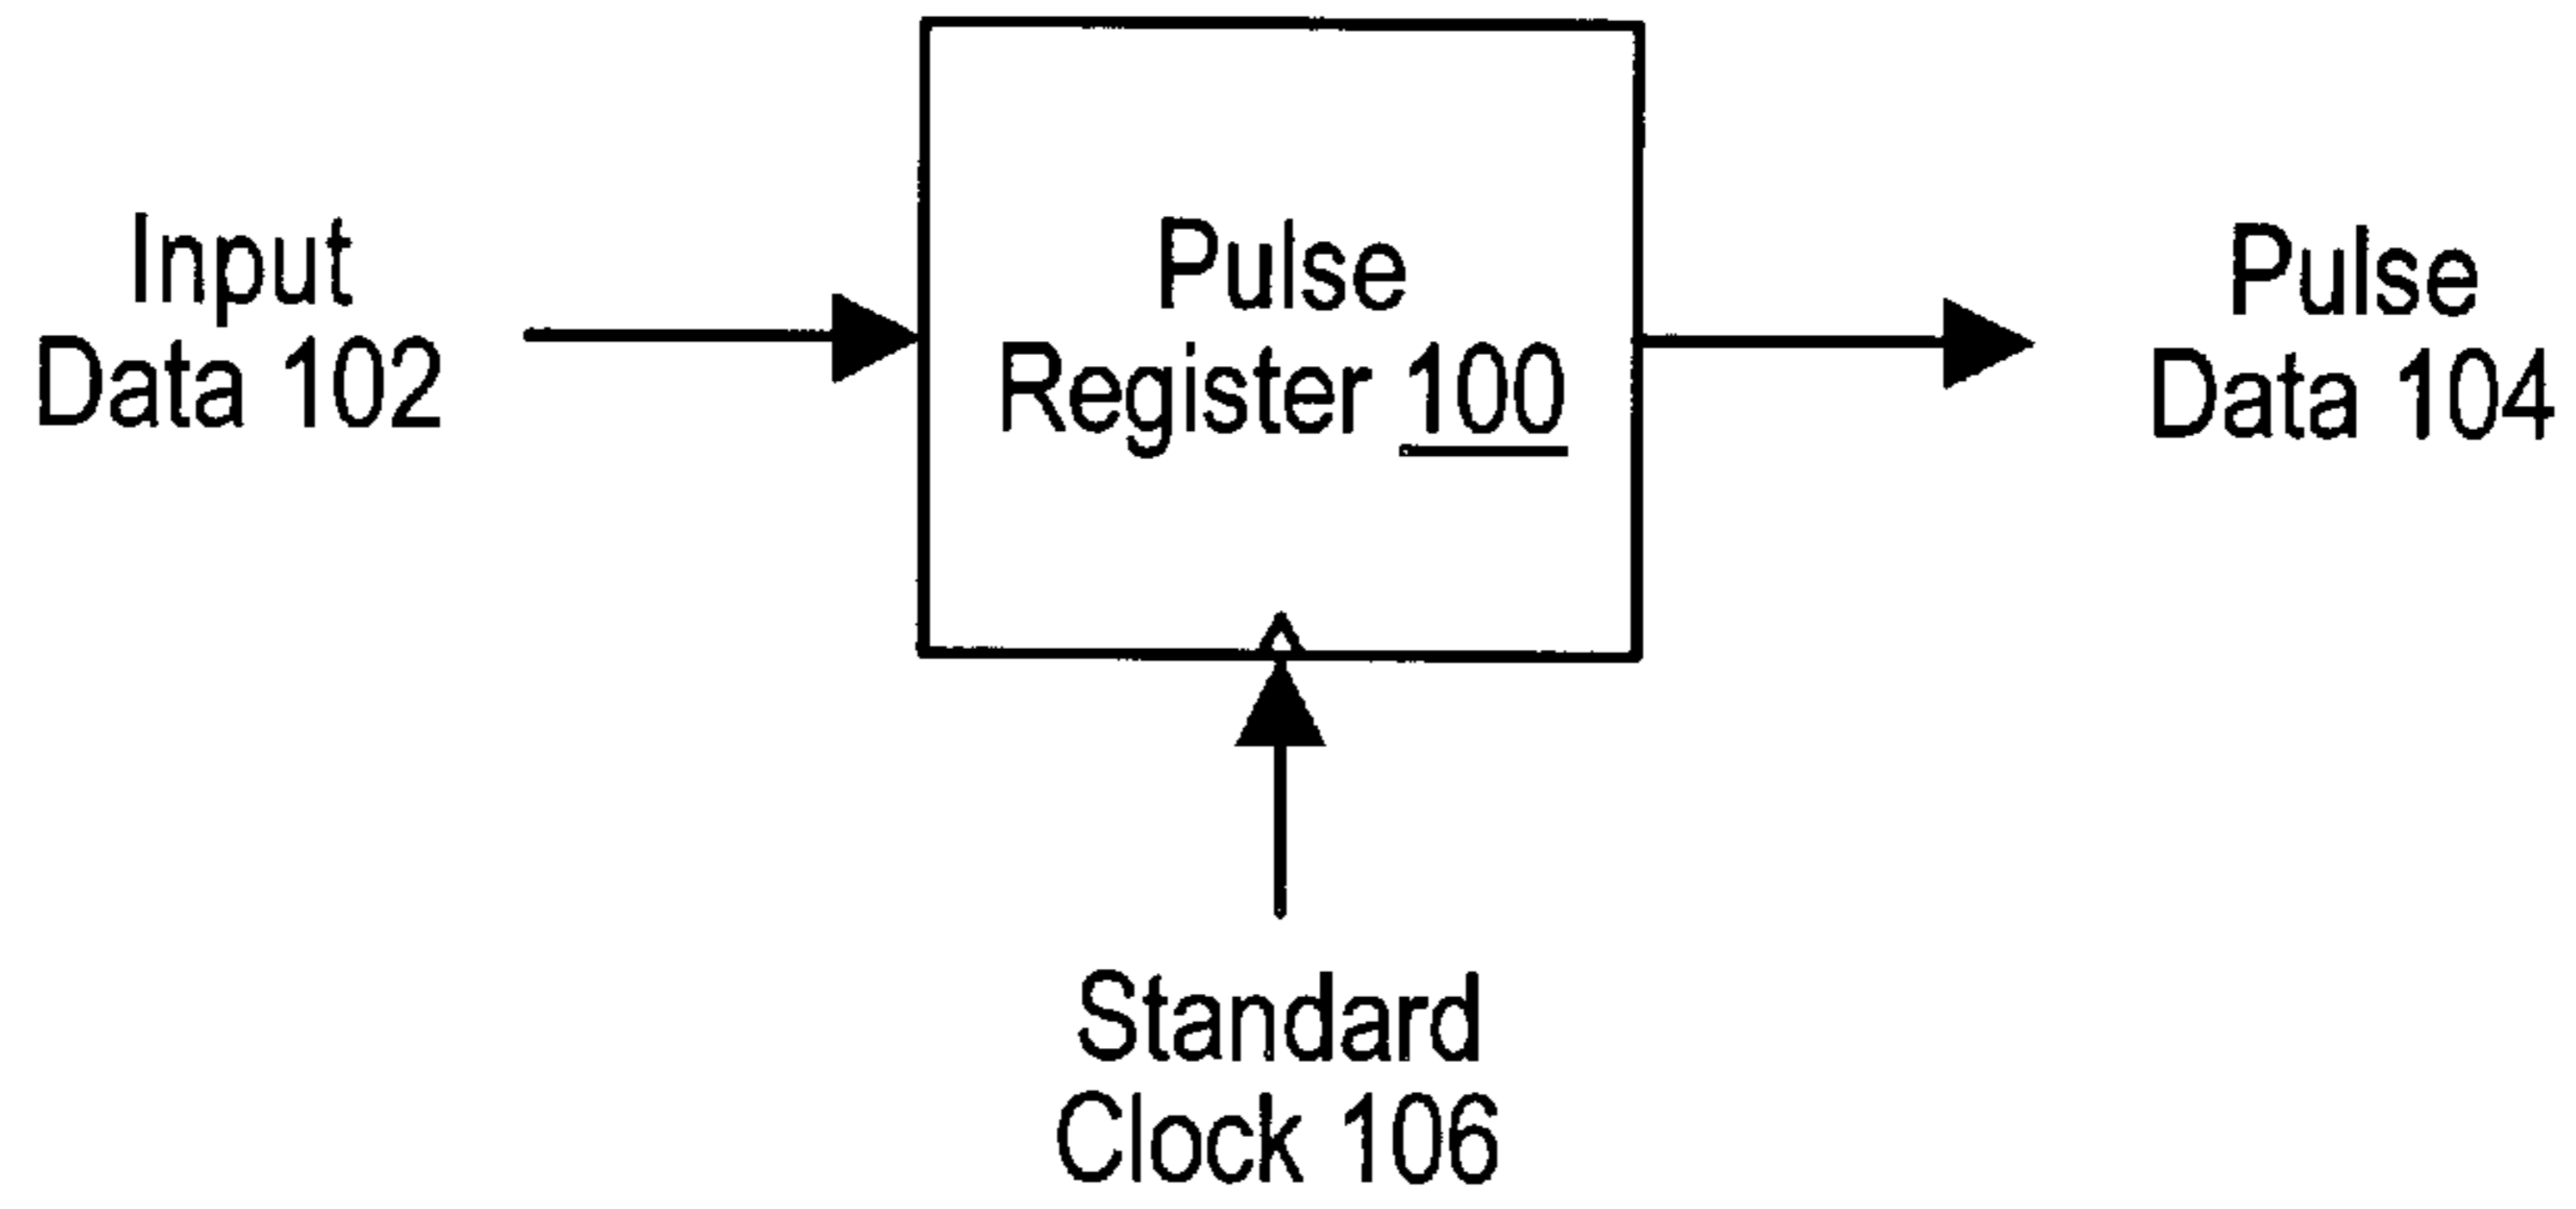 Input
Data 102
Pulse
Register 100
Pulse
Data 104
Standard
Clock 106